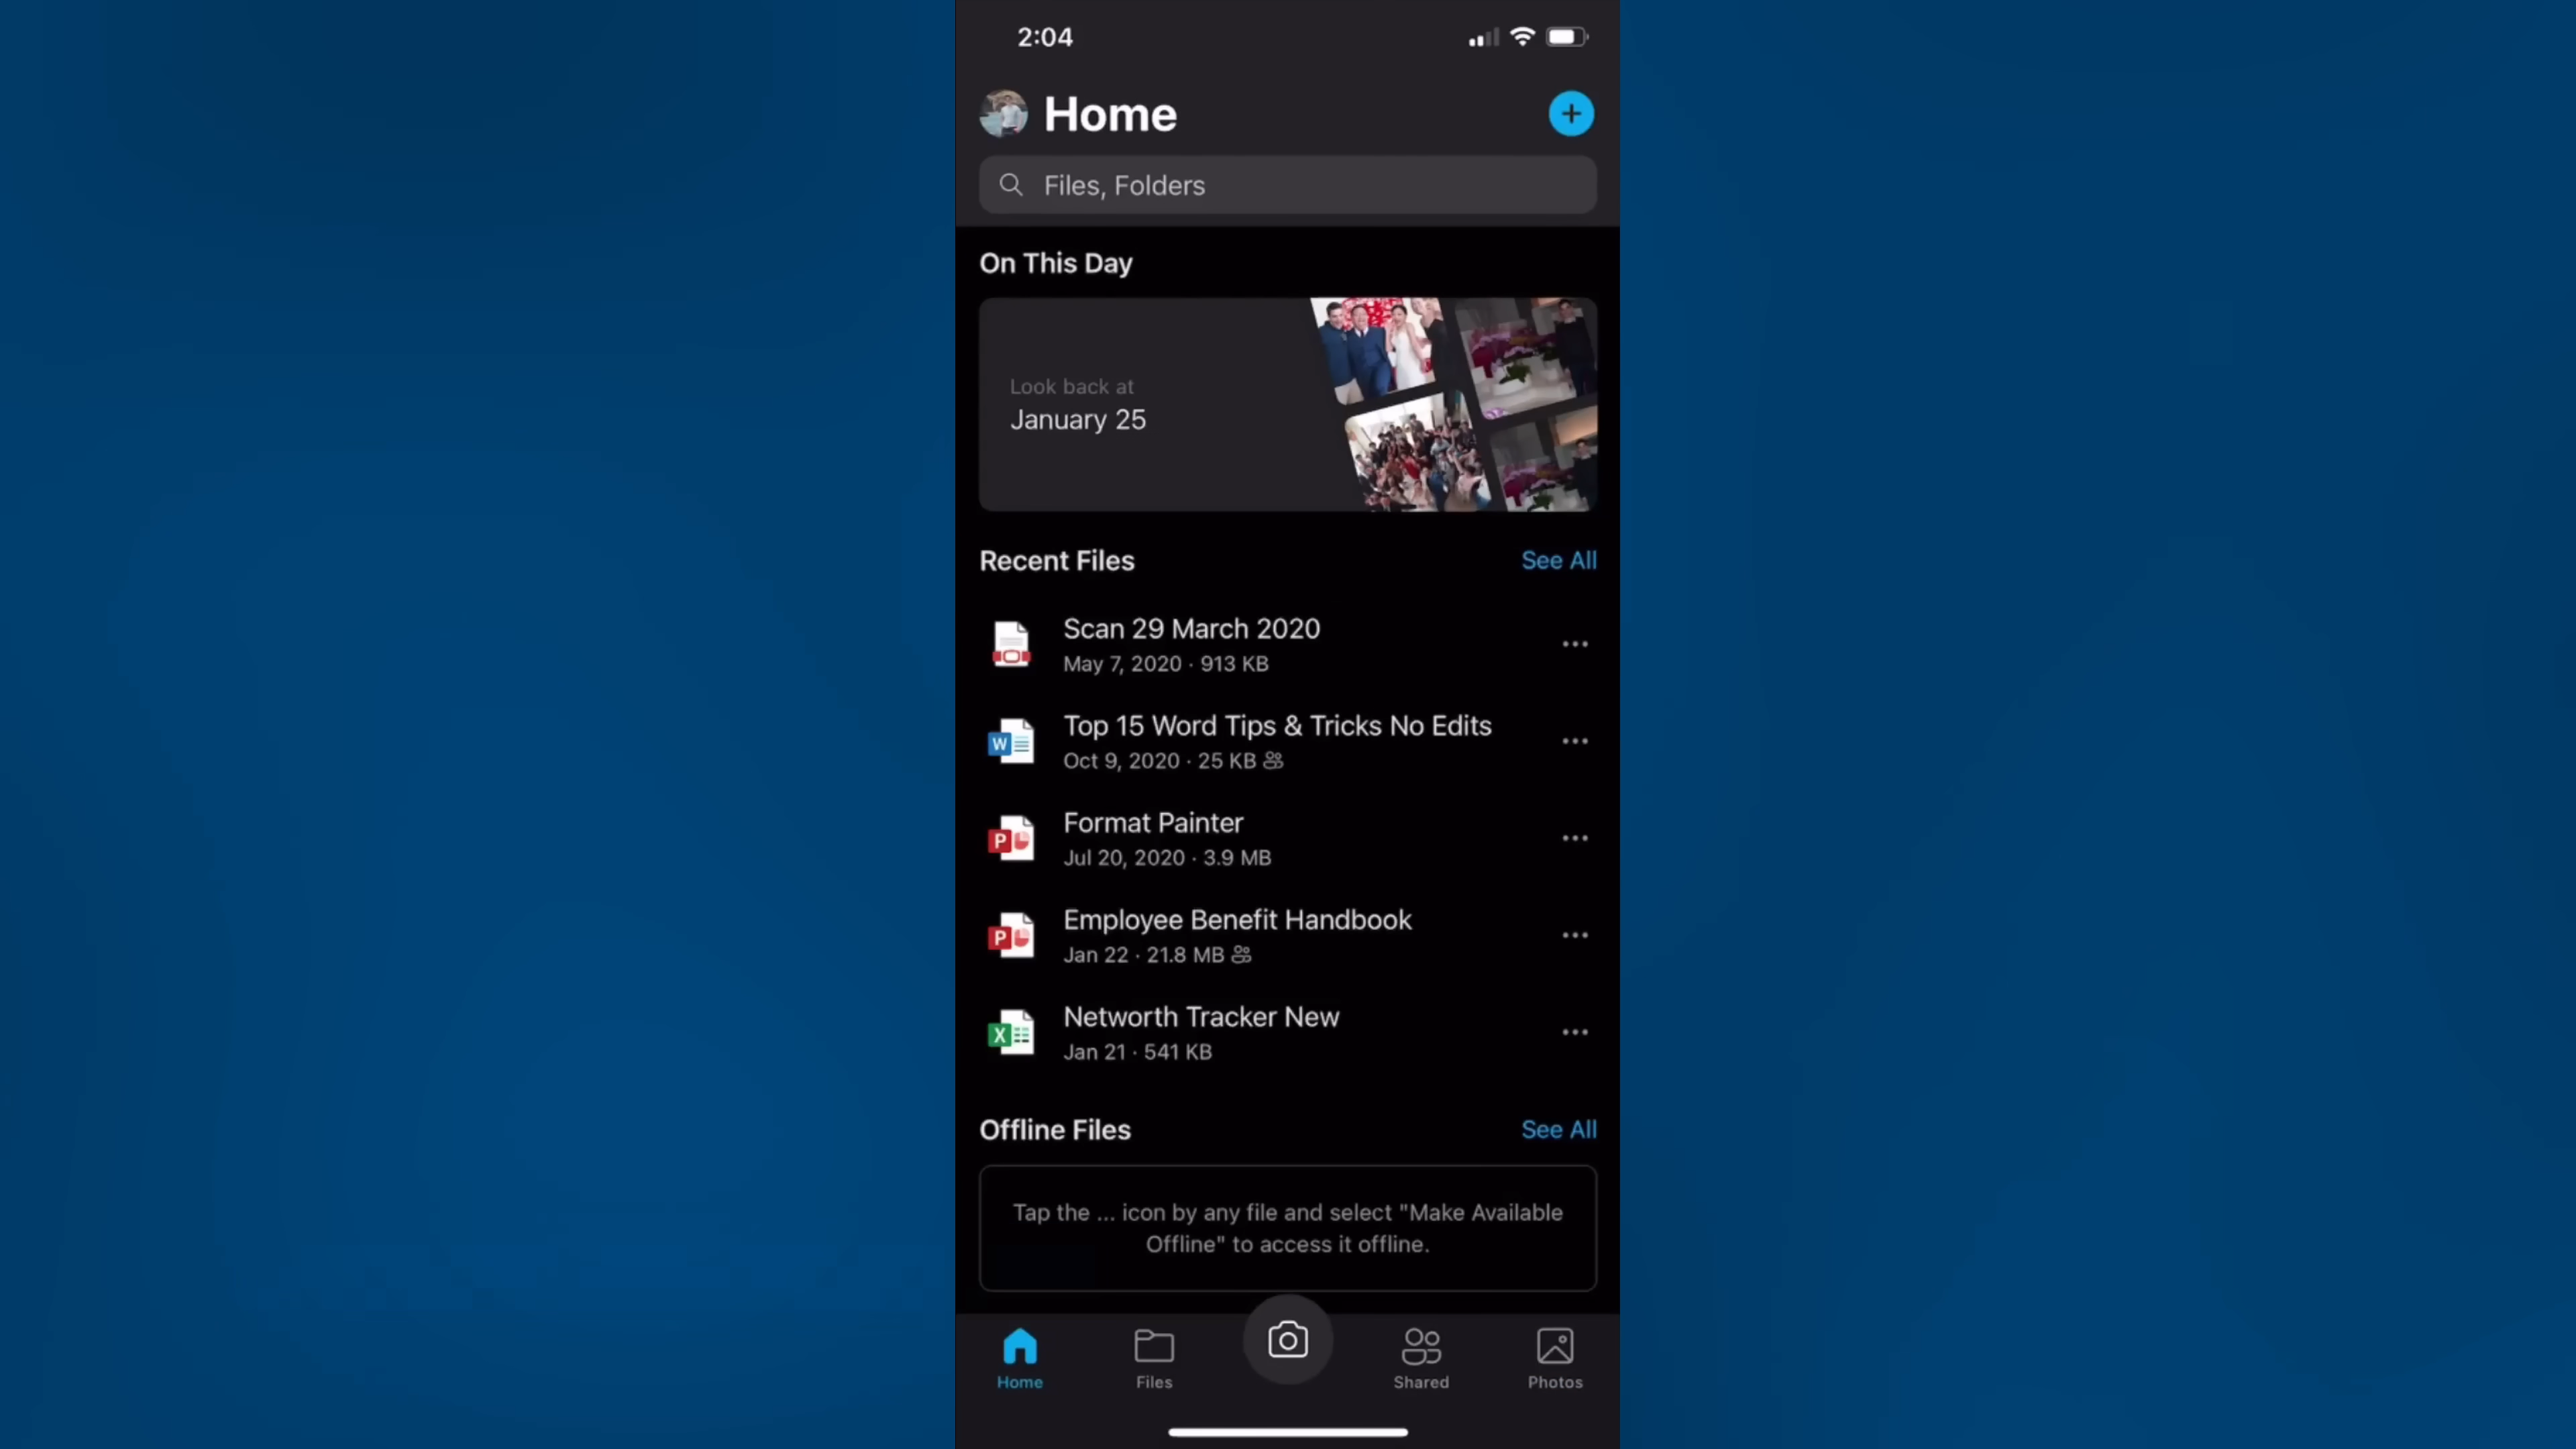 2:04
Home
Files, Folders
On This Day
Look back at
January 25
Recent Files
See All
Scan 29 March 2020
May 7, 2020 · 913 KB
Top 15 Word Tips & Tricks No Edits
Oct 9, 2020 · 25 KB
Format Painter
Jul 20, 2020 · 3.9 MB
Employee Benefit Handbook
Jan 22 · 21.8 MB
Networth Tracker New
Jan 21 · 541 KB
Offline Files
See All
Tap the ... icon by any file and select "Make Available
Offline" to access it offline.
Home
Files
Shared
Photos